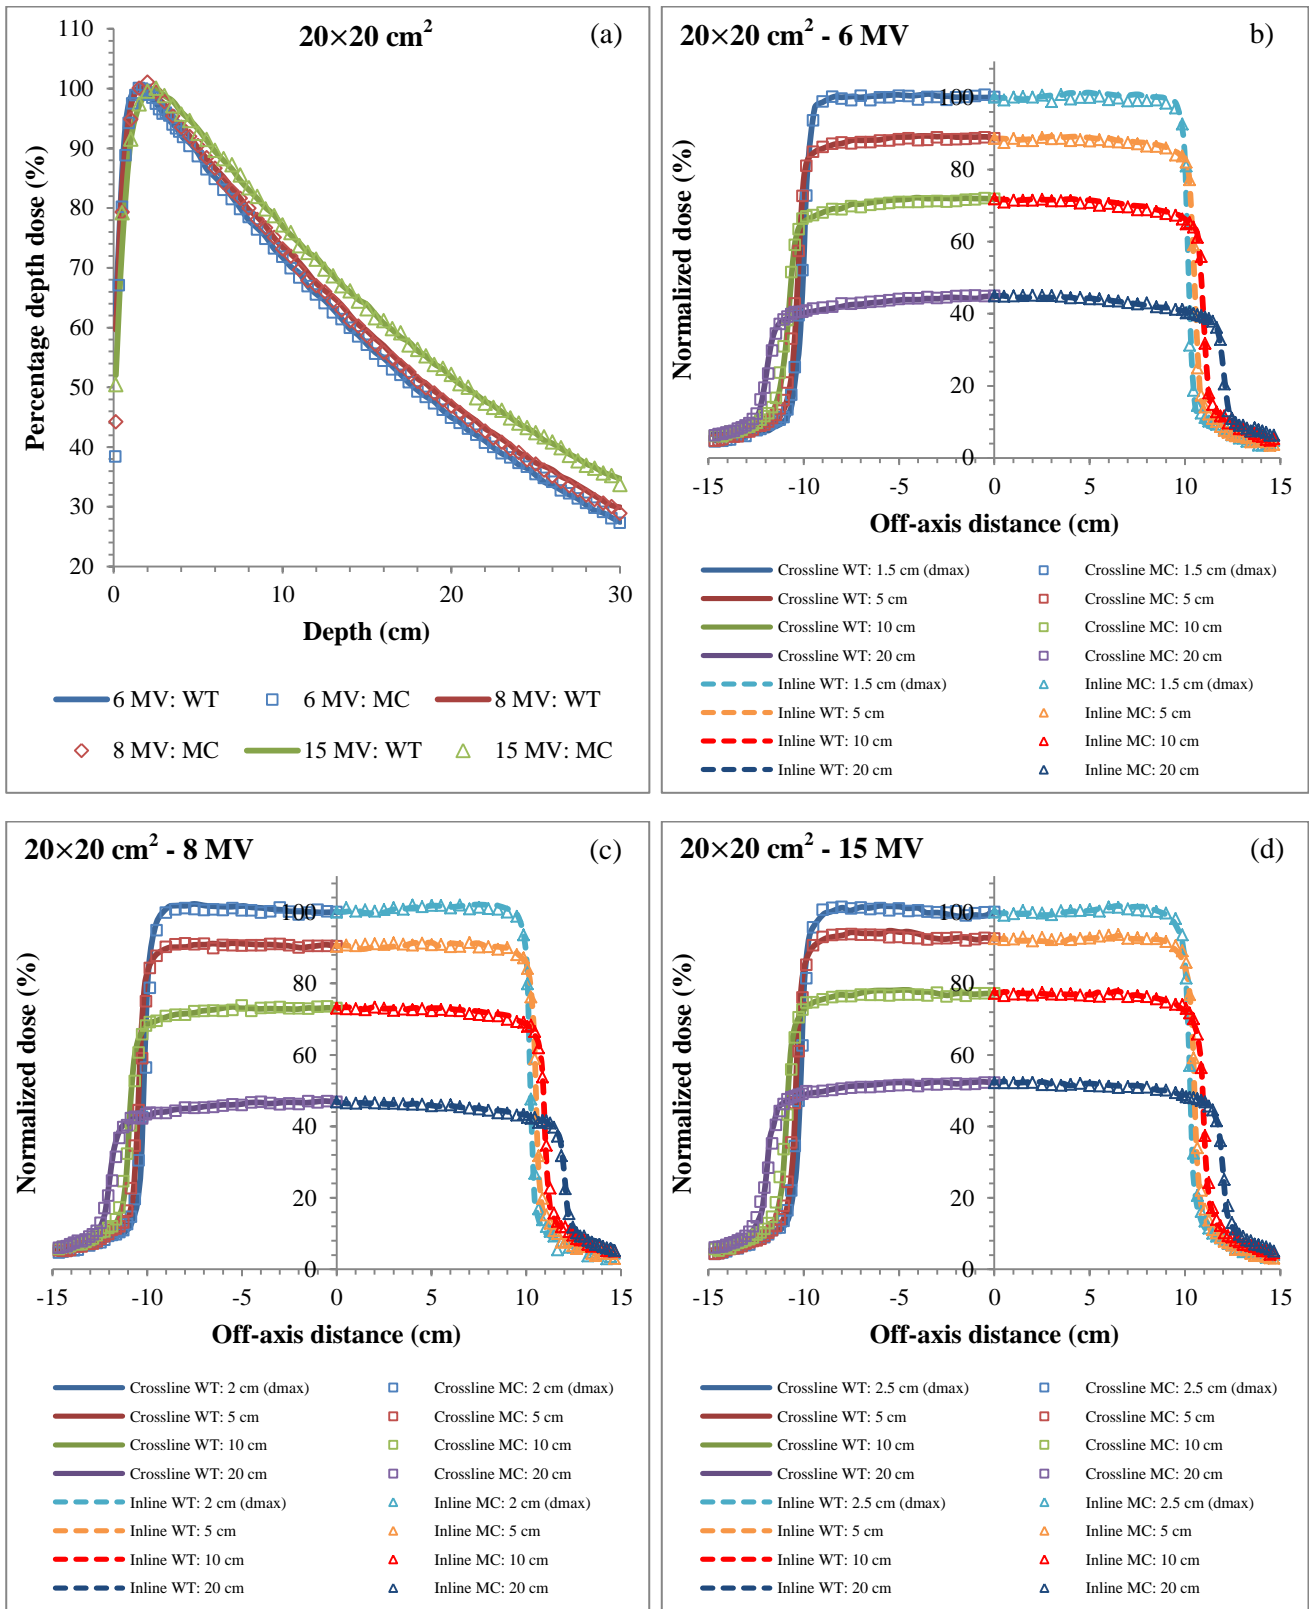 20×20 cm² (a)
110
100
90
80
70
60
50
40
30
20
Percentage depth dose (%)
0 10 20 30
Depth (cm)
6 MV: WT 6 MV: MC 8 MV: WT
8 MV: MC 15 MV: WT 15 MV: MC
20×20 cm² - 6 MV b)
100
80
60
40
20
0
Normalized dose (%)
-15 -10 -5 0 5 10 15
Off-axis distance (cm)
Crossline WT: 1.5 cm (dmax) Crossline MC: 1.5 cm (dmax)
Crossline WT: 5 cm Crossline MC: 5 cm
Crossline WT: 10 cm Crossline MC: 10 cm
Crossline WT: 20 cm Crossline MC: 20 cm
Inline WT: 1.5 cm (dmax) Inline MC: 1.5 cm (dmax)
Inline WT: 5 cm Inline MC: 5 cm
Inline WT: 10 cm Inline MC: 10 cm
Inline WT: 20 cm Inline MC: 20 cm
20×20 cm² - 8 MV (c)
100
80
60
40
20
0
Normalized dose (%)
-15 -10 -5 0 5 10 15
Off-axis distance (cm)
Crossline WT: 2 cm (dmax) Crossline MC: 2 cm (dmax)
Crossline WT: 5 cm Crossline MC: 5 cm
Crossline WT: 10 cm Crossline MC: 10 cm
Crossline WT: 20 cm Crossline MC: 20 cm
Inline WT: 2 cm (dmax) Inline MC: 2 cm (dmax)
Inline WT: 5 cm Inline MC: 5 cm
Inline WT: 10 cm Inline MC: 10 cm
Inline WT: 20 cm Inline MC: 20 cm
20×20 cm² - 15 MV (d)
100
80
60
40
20
0
Normalized dose (%)
-15 -10 -5 0 5 10 15
Off-axis distance (cm)
Crossline WT: 2.5 cm (dmax) Crossline MC: 2.5 cm (dmax)
Crossline WT: 5 cm Crossline MC: 5 cm
Crossline WT: 10 cm Crossline MC: 10 cm
Crossline WT: 20 cm Crossline MC: 20 cm
Inline WT: 2.5 cm (dmax) Inline MC: 2.5 cm (dmax)
Inline WT: 5 cm Inline MC: 5 cm
Inline WT: 10 cm Inline MC: 10 cm
Inline WT: 20 cm Inline MC: 20 cm